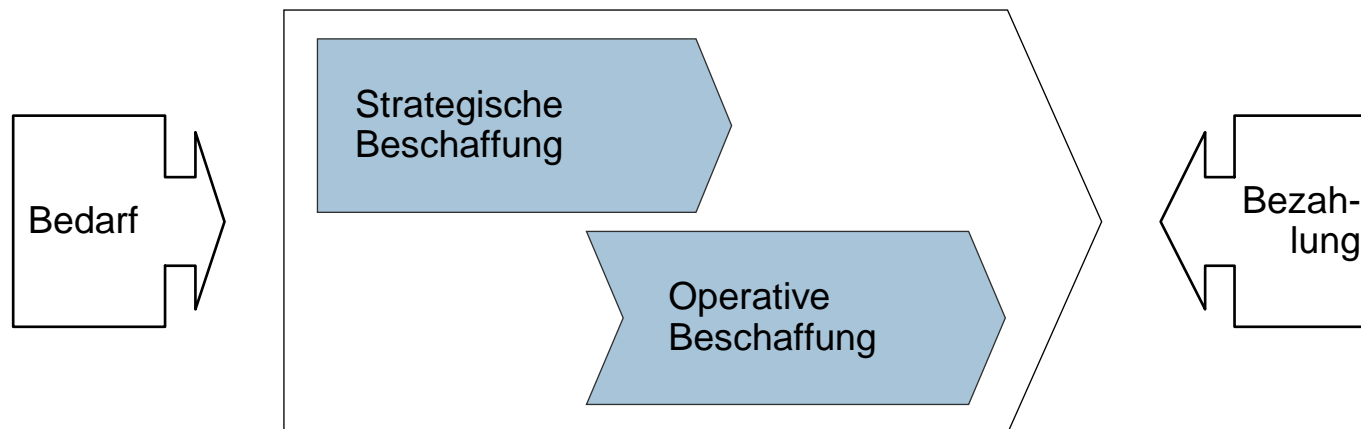 Strategische
Beschaffung
Bedarf
Bezah-
lung
Operative
Beschaffung